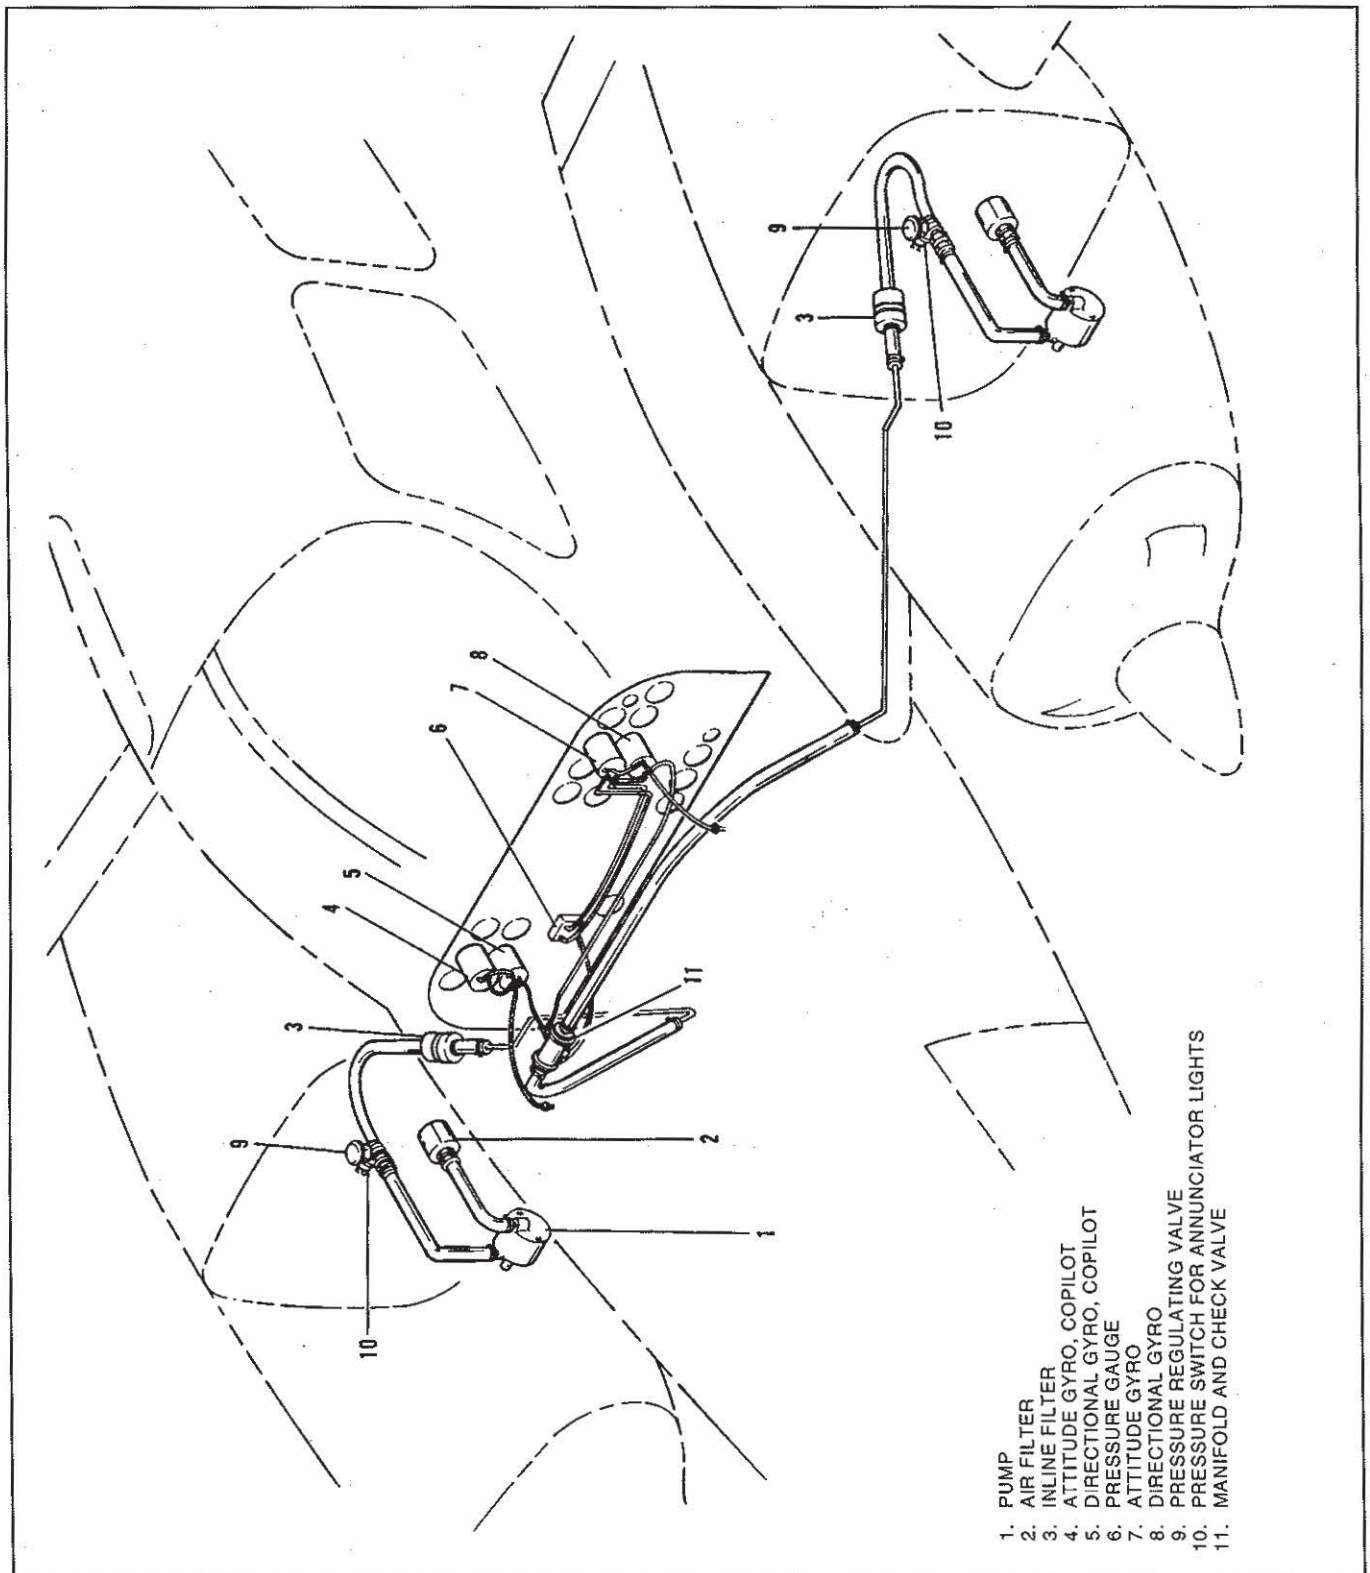 9
3
10
8
7
6
5
4
11
3
9
2
1
10
1. PUMP
2. AIR FILTER
3. INLINE FILTER
4. ATTITUDE GYRO, COPILOT
5. DIRECTIONAL GYRO, COPILOT
6. PRESSURE GAUGE
7. ATTITUDE GYRO
8. DIRECTIONAL GYRO
9. PRESSURE REGULATING VALVE
10. PRESSURE SWITCH FOR ANNUNCIATOR LIGHTS
11. MANIFOLD AND CHECK VALVE